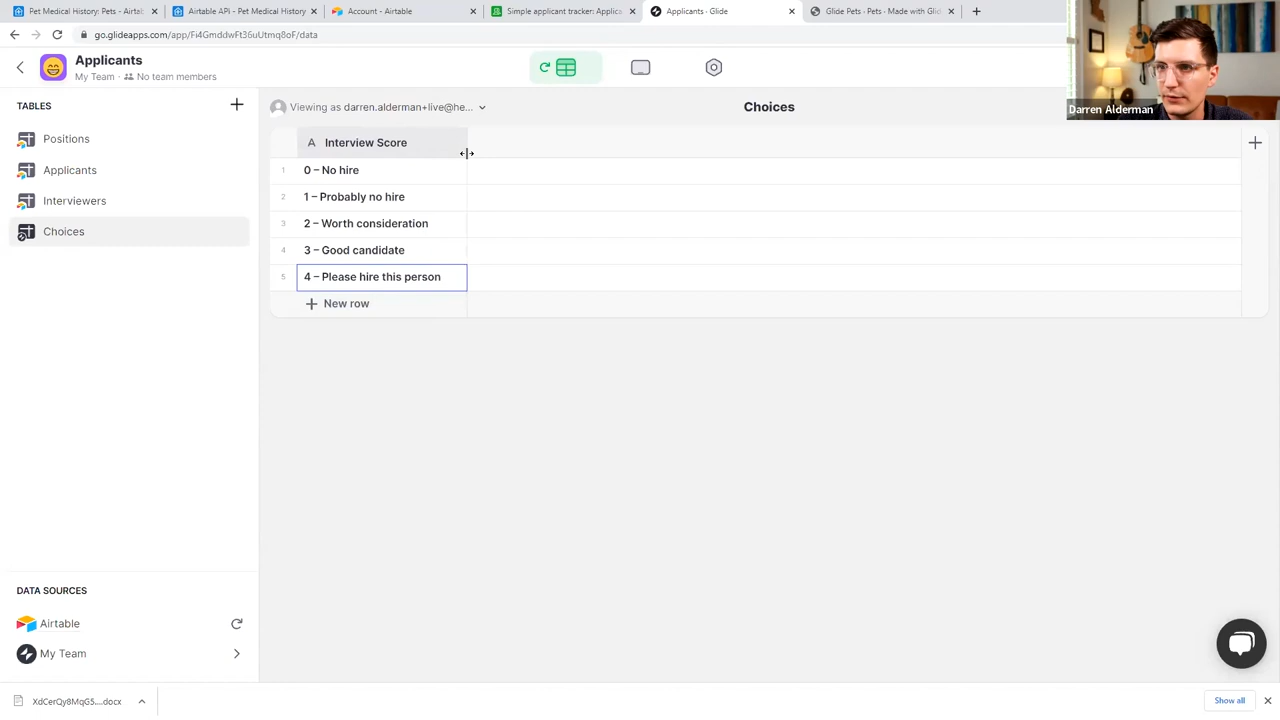 Pet Medical History: Pets - Airtab
Airtable API - Pet Medical History
Account - Airtable
Simple applicant tracker: Applica
Applicants - Glide
Glide Pets · Pets · Made with Glid
go.glideapps.com/app/Fi4GmddwFt36uUtmq8oF/data
Applicants
My Team · No team members
TABLES
Positions
Applicants
Interviewers
Choices
Viewing as darren.alderman+live@he...
Choices
Darren Alderman
A Interview Score
1 0 – No hire
2 1 – Probably no hire
3 2 – Worth consideration
4 3 – Good candidate
5 4 – Please hire this person
New row
DATA SOURCES
Airtable
My Team
XdCerQy8MqG5....docx
Show all